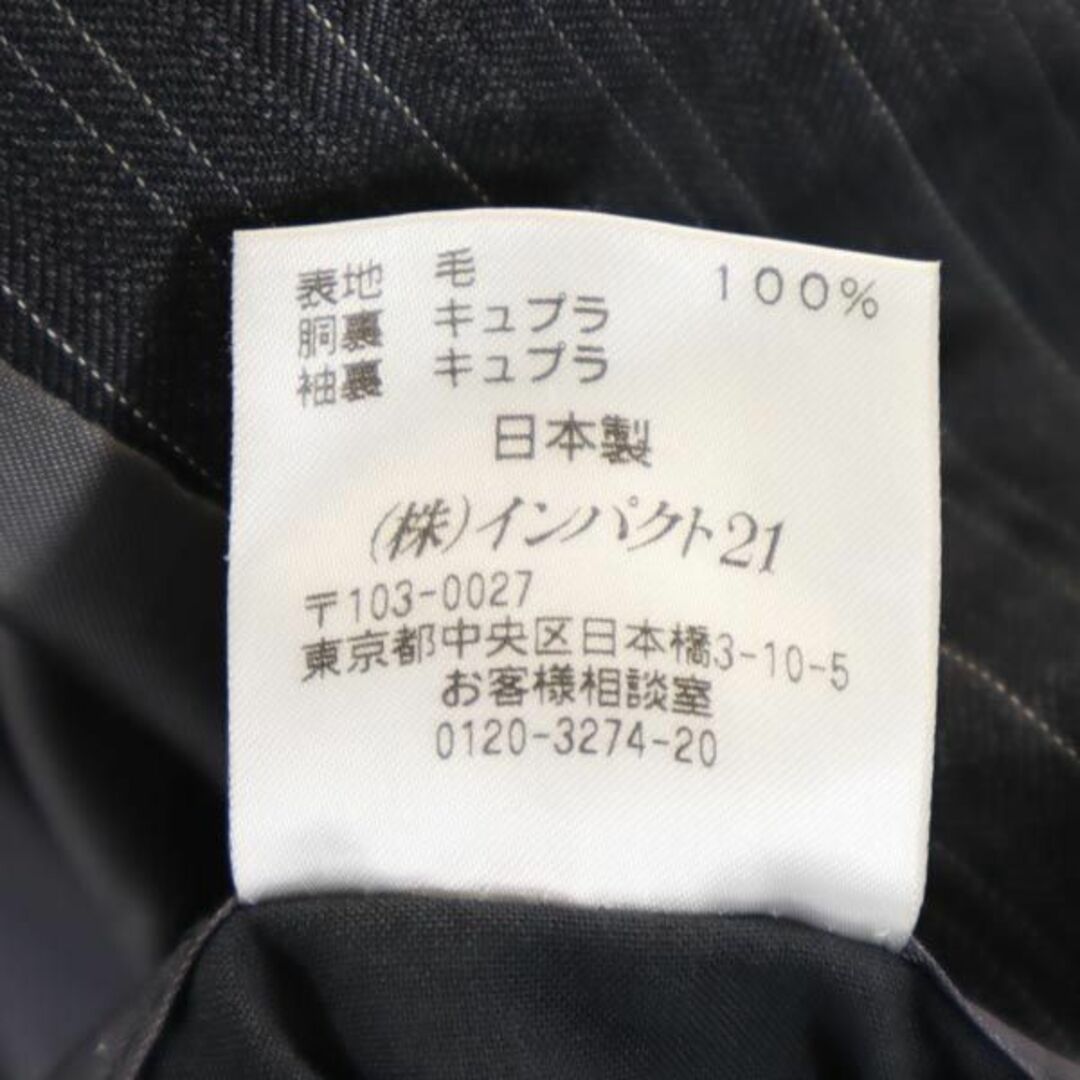 表地 毛 100%
胴裏 キュプラ
袖裏 キュプラ
日本製
(株)インパクト21
〒103-0027
東京都中央区日本橋3-10-5
お客様相談室
0120-3274-20